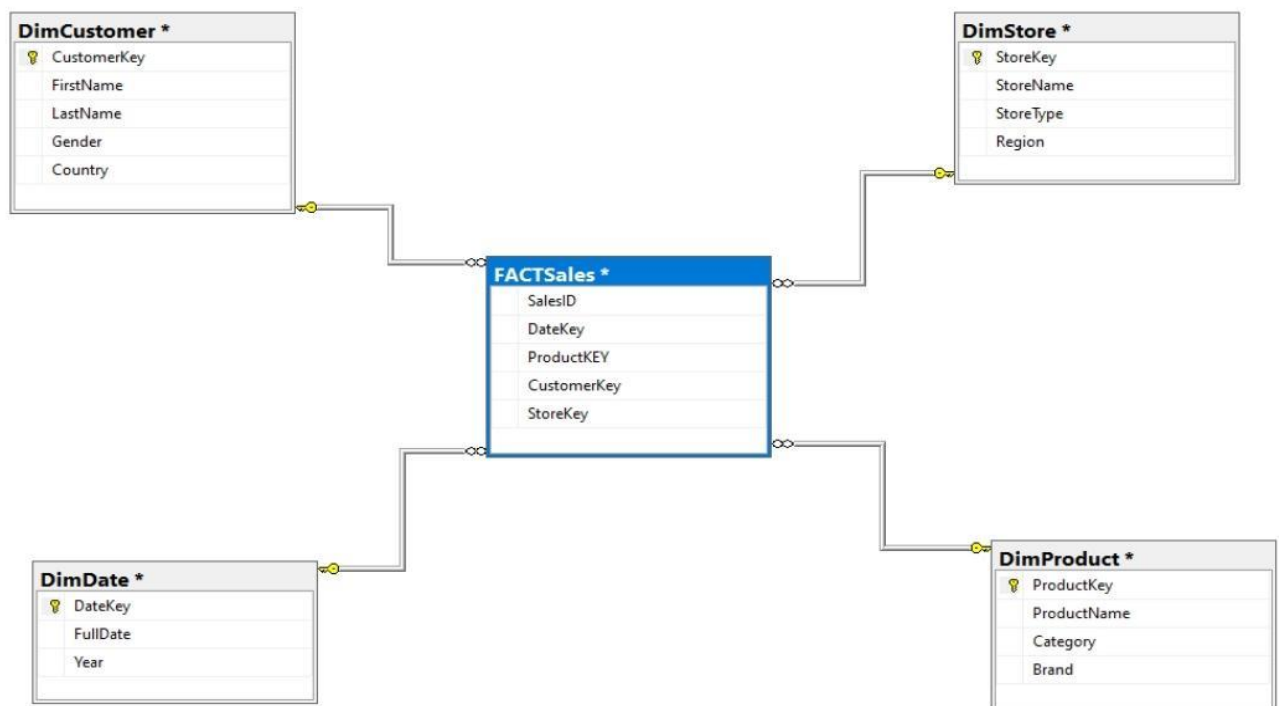 DimCustomer *
CustomerKey
FirstName
LastName
Gender
Country
DimStore *
StoreKey
StoreName
StoreType
Region
FACTSales *
SalesID
DateKey
ProductKEY
CustomerKey
StoreKey
DimDate *
DateKey
FullDate
Year
DimProduct *
ProductKey
ProductName
Category
Brand